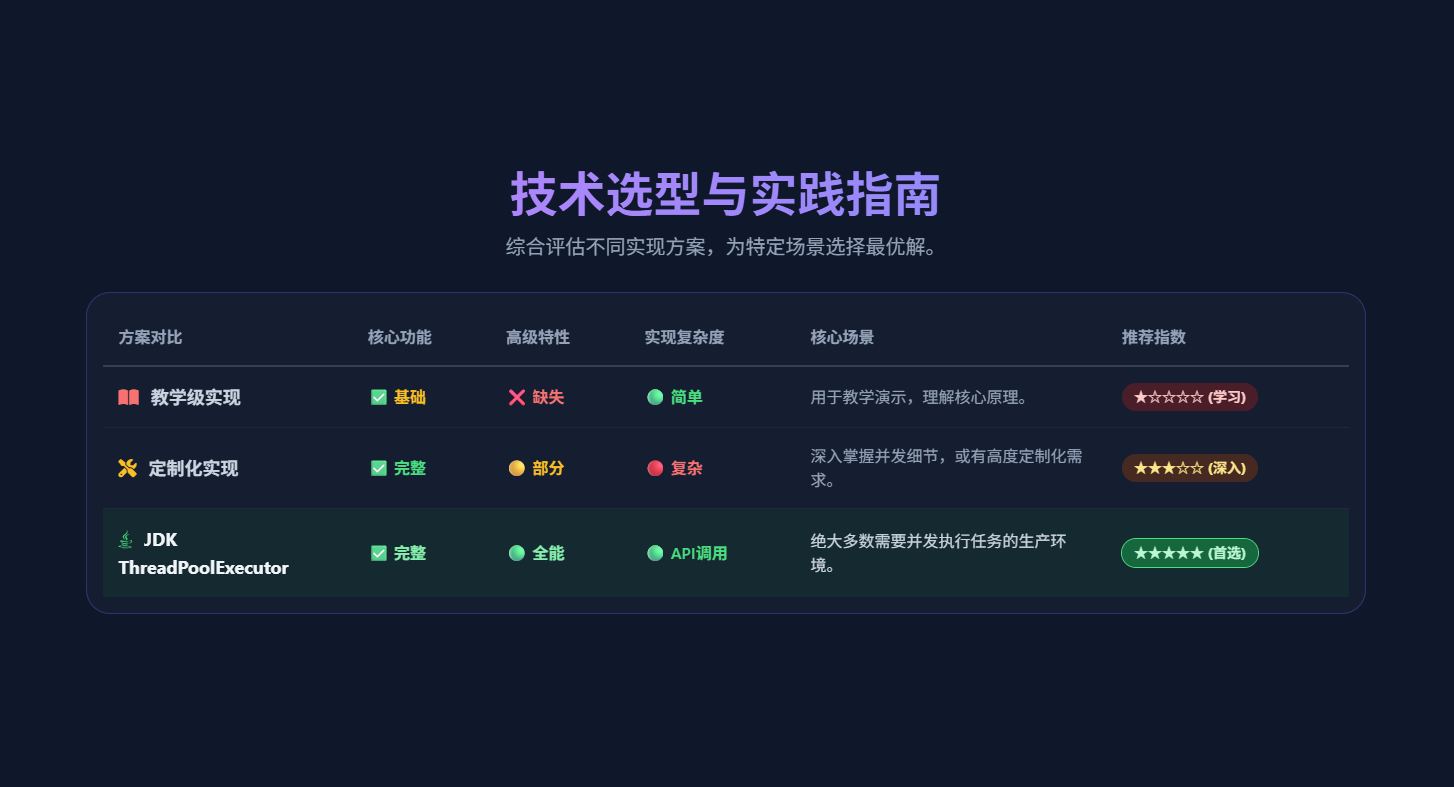 技术选型与实践指南
综合评估不同实现方案，为特定场景选择最优解。
方案对比 核心功能 高级特性 实现复杂度 核心场景 推荐指数
教学级实现 ✅ 基础 ❌ 缺失 🟢 简单 用于教学演示，理解核心原理。 ★☆☆☆☆ (学习)
定制化实现 ✅ 完整 🟡 部分 🔴 复杂 深入掌握并发细节，或有高度定制化需
求。 ★★★☆☆ (深入)
JDK
ThreadPoolExecutor ✅ 完整 🟢 全能 🟢 API调用 绝大多数需要并发执行任务的生产环
境。 ★★★★★ (首选)